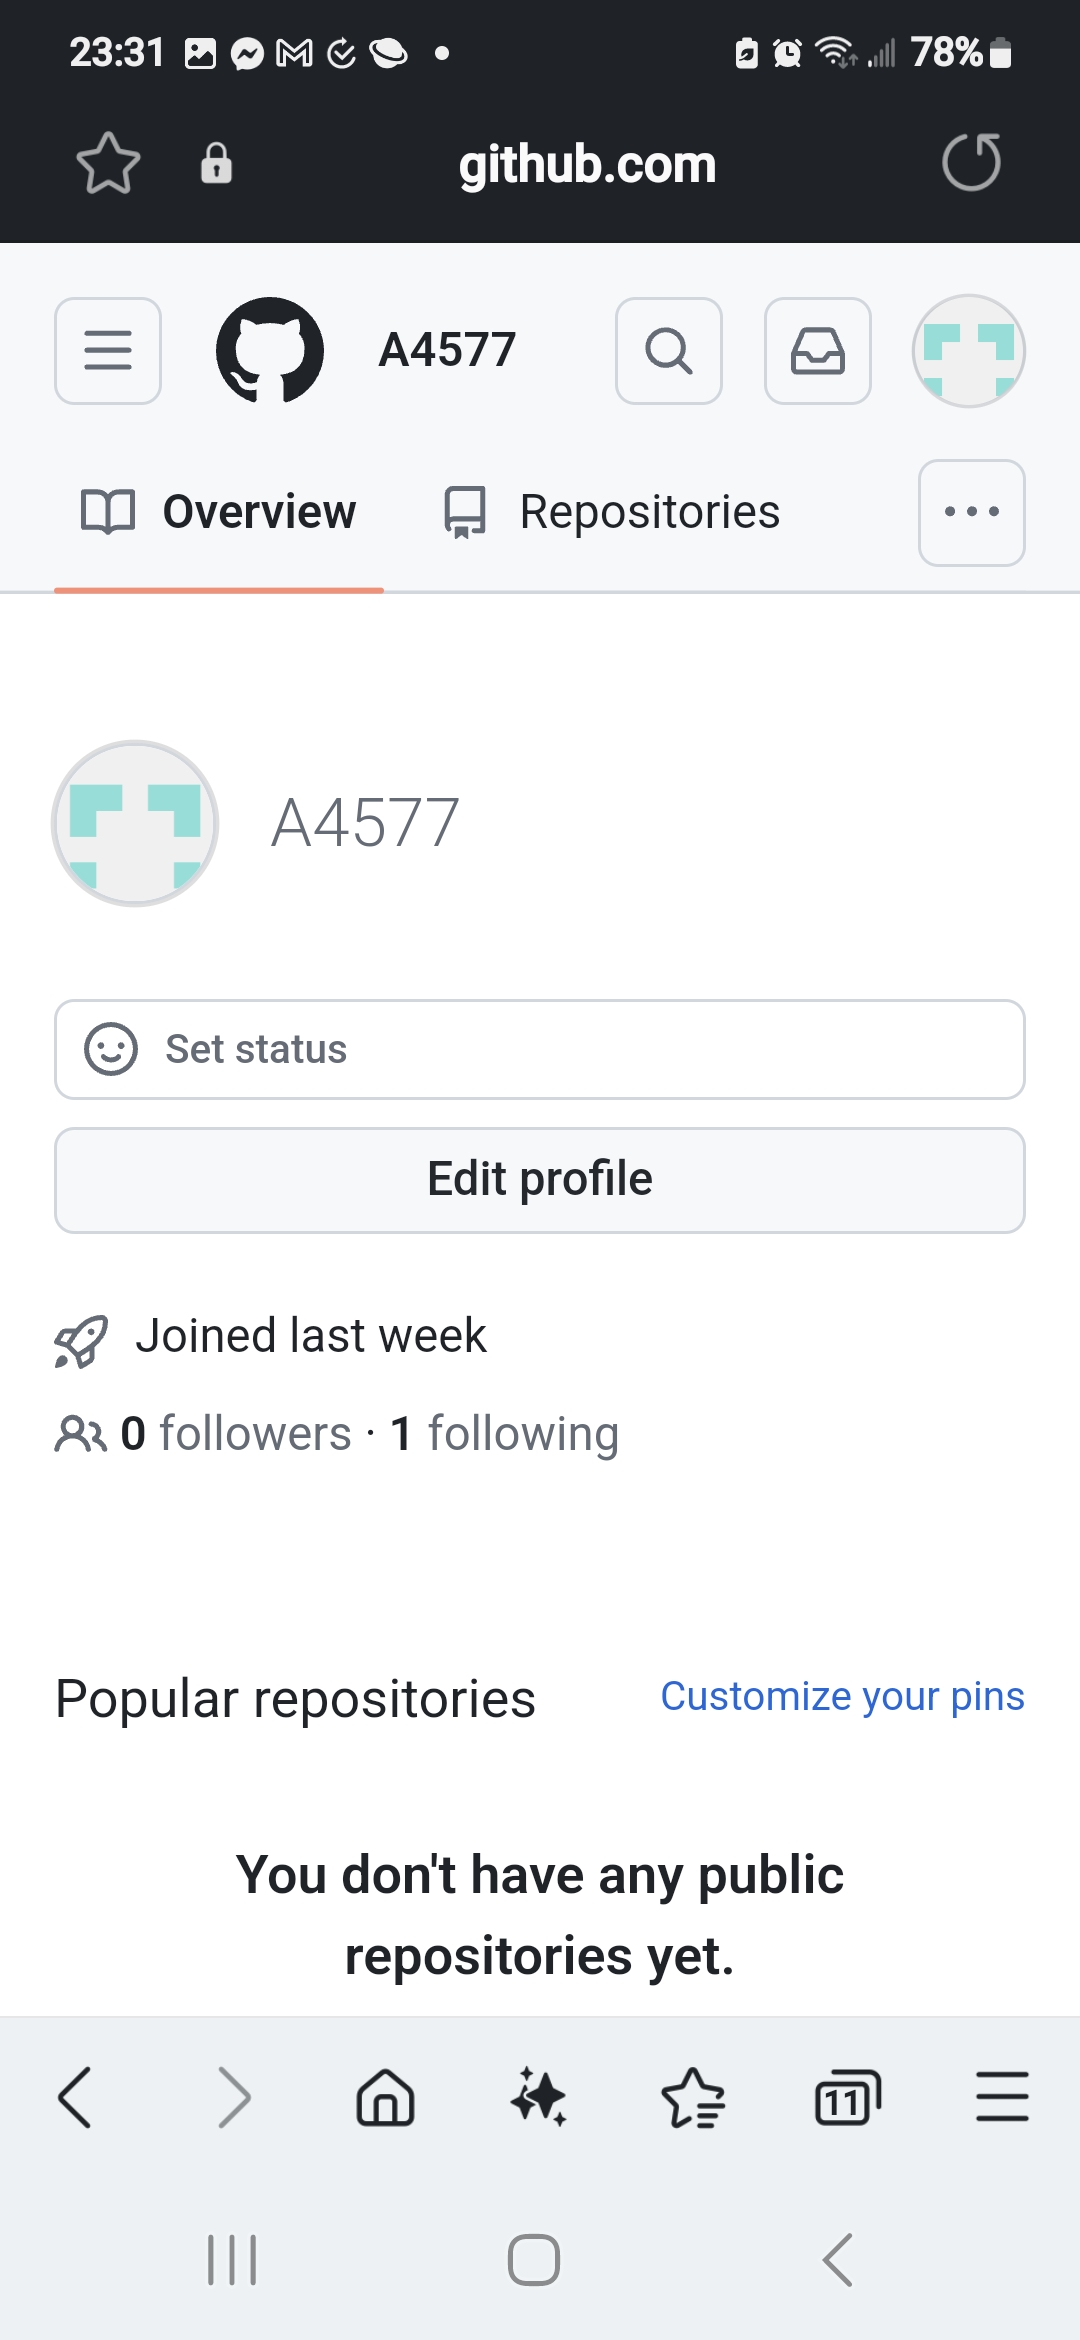 23:31 78%
github.com
A4577
Overview Repositories
A4577
Set status
Edit profile
Joined last week
0 followers · 1 following
Popular repositories Customize your pins
You don't have any public
repositories yet.
11